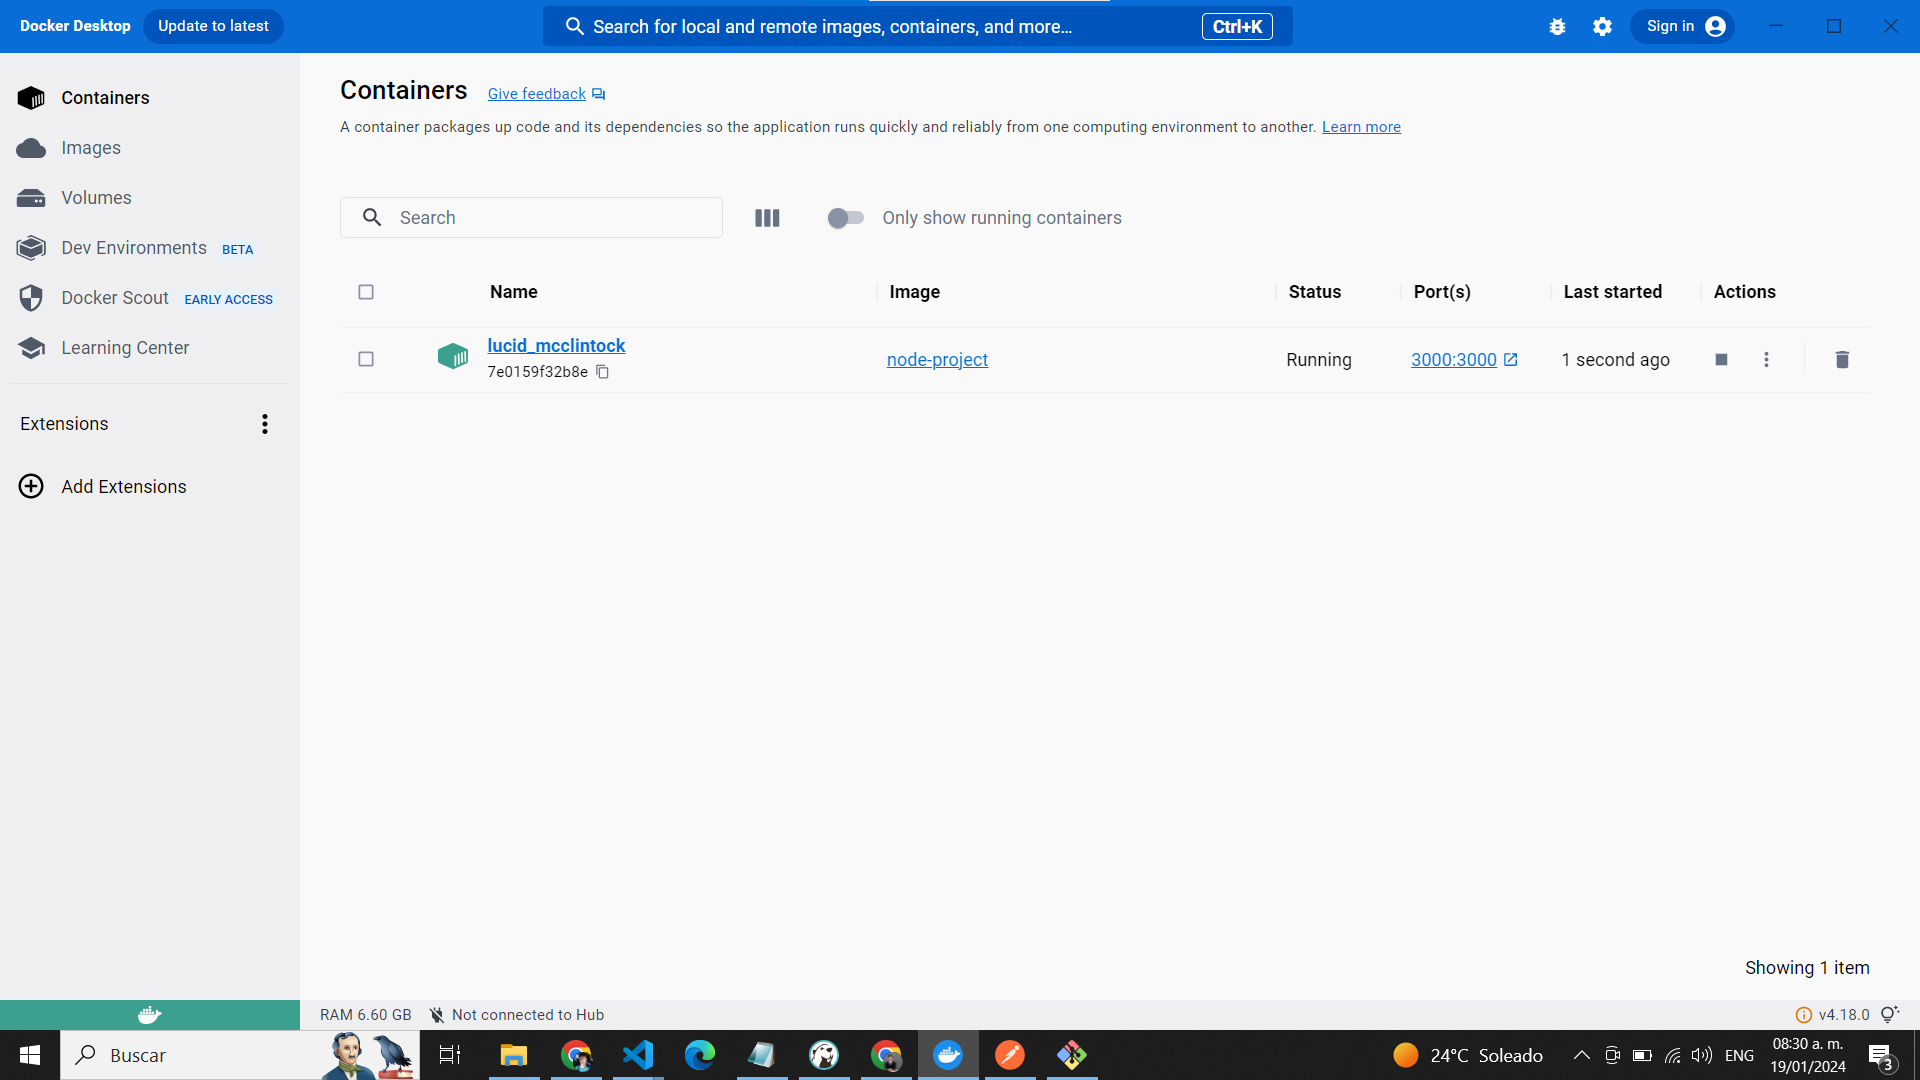 Docker Desktop Update to latest Search for local and remote images, containers, and more... Ctrl+K Sign in
Containers
Images
Volumes
Dev Environments BETA
Docker Scout EARLY ACCESS
Learning Center
Extensions
Add Extensions
Containers Give feedback
A container packages up code and its dependencies so the application runs quickly and reliably from one computing environment to another. Learn more
Search Only show running containers
Name Image Status Port(s) Last started Actions
lucid_mcclintock
7e0159f32b8e
node-project Running 3000:3000 1 second ago
Showing 1 item
RAM 6.60 GB Not connected to Hub v4.18.0
Buscar 24°C Soleado ENG
08:30 a. m.
19/01/2024
3